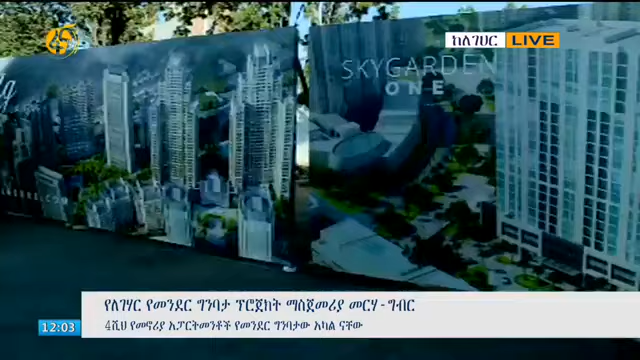 ከለገሀር LIVE
SKYGARDEN
ONE
የለገሃር የመንደር ግንባታ ፕሮጀክት ማስጀመሪያ መርሃ - ግብር
12:03
4ሺህ የመኖሪያ አፓርትመንቶች የመንደር ግንባታው አካል ናቸው